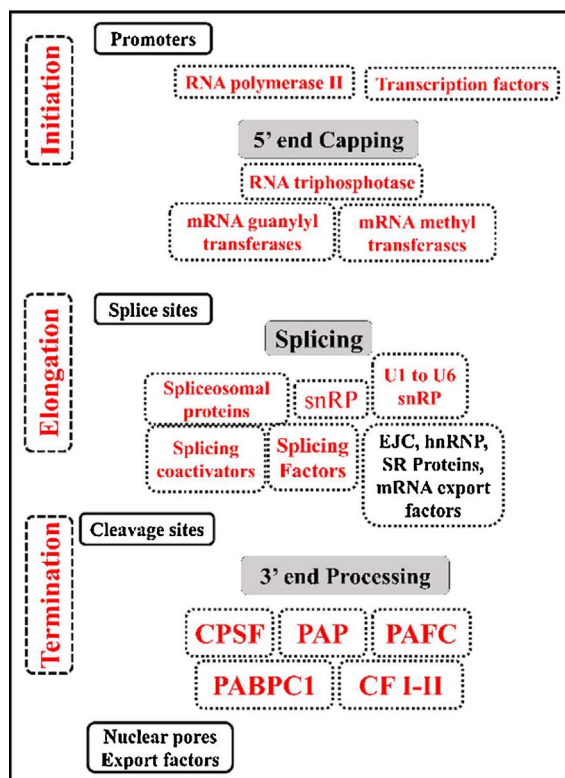 Promoters
Initiation
RNA polymerase II
Transcription factors
5’ end Capping
RNA triphosphotase
mRNA guanylyl
transferases
mRNA methyl
transferases
Splice sites
Elongation
Splicing
Spliceosomal
proteins
snRP
U1 to U6
snRP
Splicing
coactivators
Splicing
Factors
EJC, hnRNP,
SR Proteins,
mRNA export
factors
Cleavage sites
Termination
3’ end Processing
CPSF
PAP
PAFC
PABPC1
CF I-II
Nuclear pores
Export factors